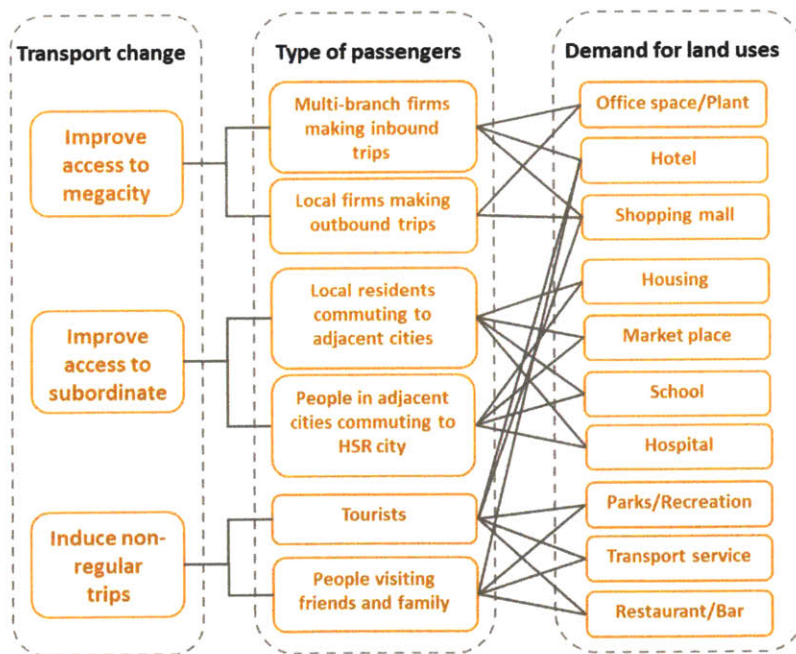 Transport change
Improve
access to
megacity
Improve
access to
subordinate
Induce non-
regular
trips
Type of passengers
Multi-branch firms
making inbound
trips
Local firms making
outbound trips
Local residents
commuting to
adjacent cities
People in adjacent
cities commuting to
HSR city
Tourists
People visiting
friends and family
Demand for land uses
Office space/Plant
Hotel
Shopping mall
Housing
Market place
School
Hospital
Parks/Recreation
Transport service
Restaurant/Bar